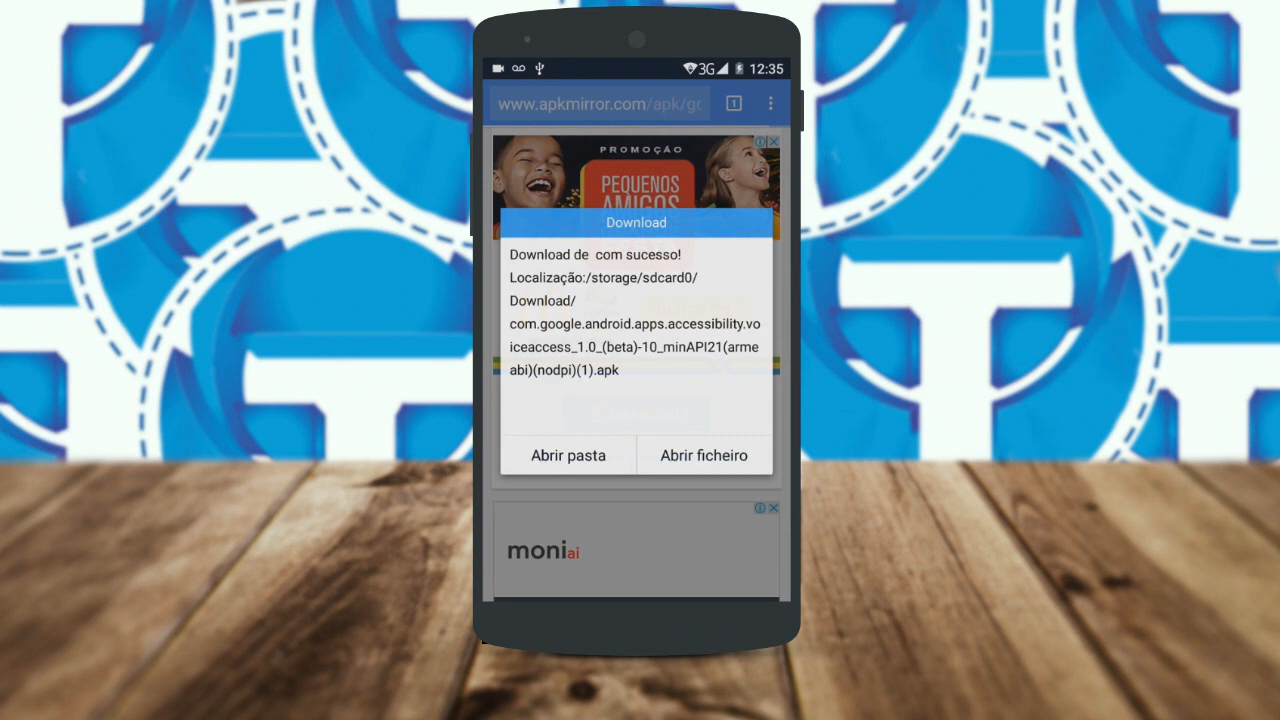 3G 12:35
www.apkmirror.com/apk/go
1
PROMOÇÃO
PEQUENOS
AMIGOS
Download
Download de  com sucesso!
Localização:/storage/sdcard0/
Download/
com.google.android.apps.accessibility.vo
iceaccess_1.0_(beta)-10_minAPI21(arme
abi)(nodpi)(1).apk
Abrir pasta
Abrir ficheiro
moniai